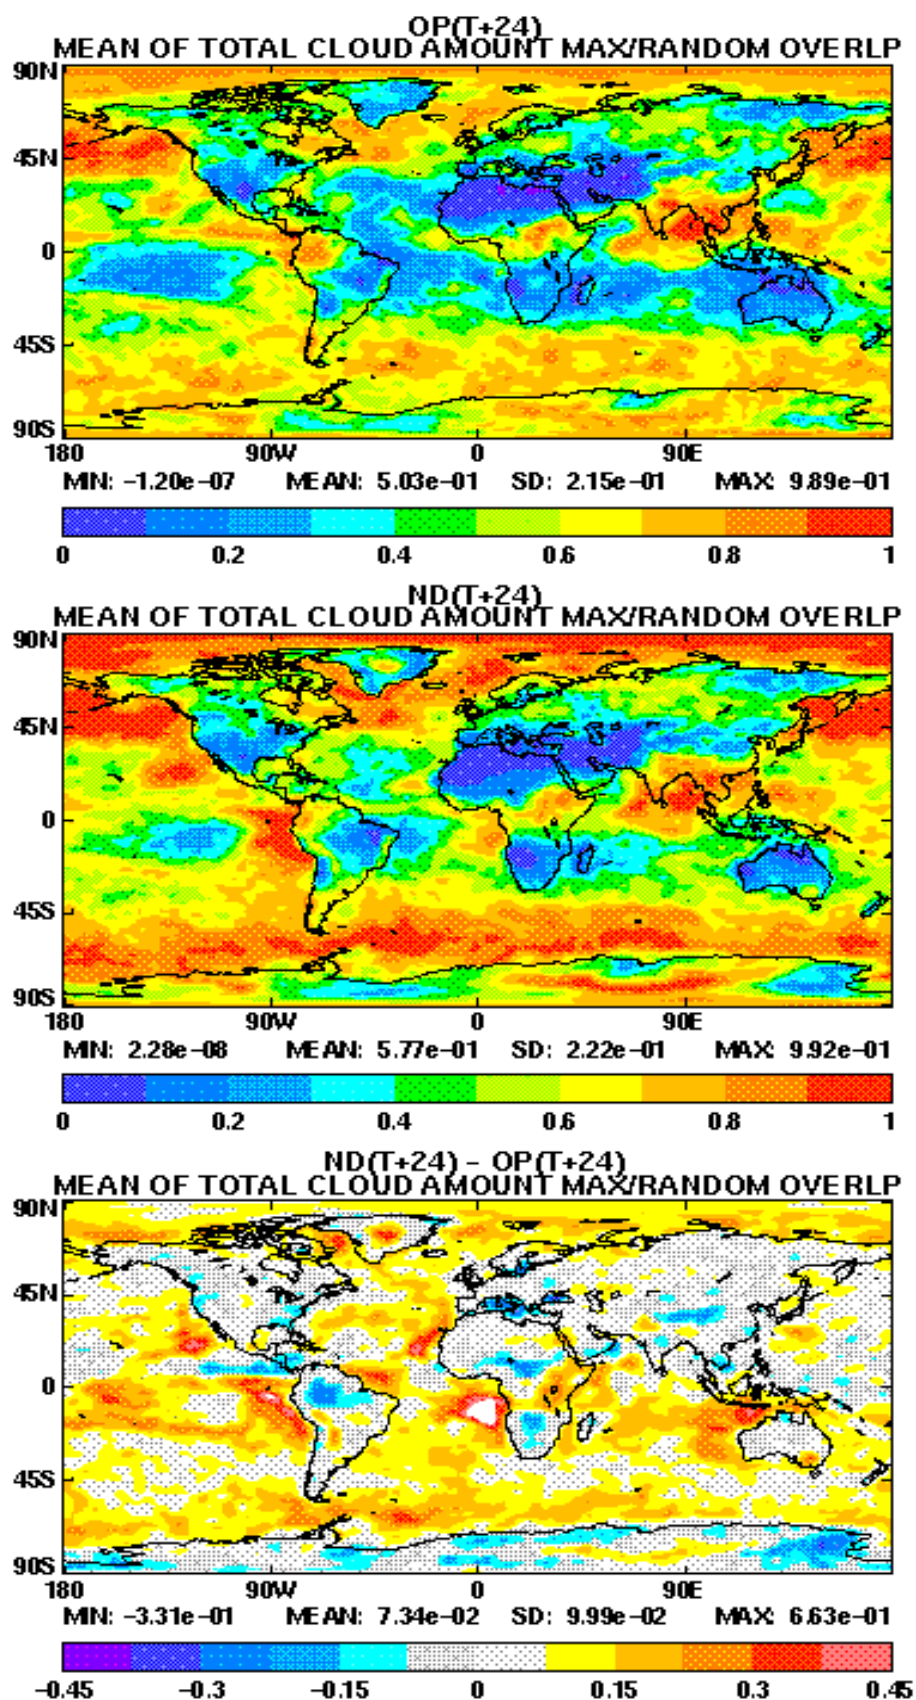 OP(T+24)
MEAN OF TOTAL CLOUD AMOUNT MAX/RANDOM OVERLP
90N
45N
0
45S
90S
180 90W 0 90E
MIN: -1.20e-07 MEAN: 5.03e-01 SD: 2.15e-01 MAX: 9.89e-01
0 0.2 0.4 0.6 0.8 1
ND(T+24)
MEAN OF TOTAL CLOUD AMOUNT MAX/RANDOM OVERLP
90N
45N
0
45S
90S
180 90W 0 90E
MIN: 2.28e-08 MEAN: 5.77e-01 SD: 2.22e-01 MAX: 9.92e-01
0 0.2 0.4 0.6 0.8 1
ND(T+24) - OP(T+24)
MEAN OF TOTAL CLOUD AMOUNT MAX/RANDOM OVERLP
90N
45N
0
45S
90S
180 90W 0 90E
MIN: -3.31e-01 MEAN: 7.34e-02 SD: 9.99e-02 MAX: 6.63e-01
-0.45 -0.3 -0.15 0 0.15 0.3 0.45